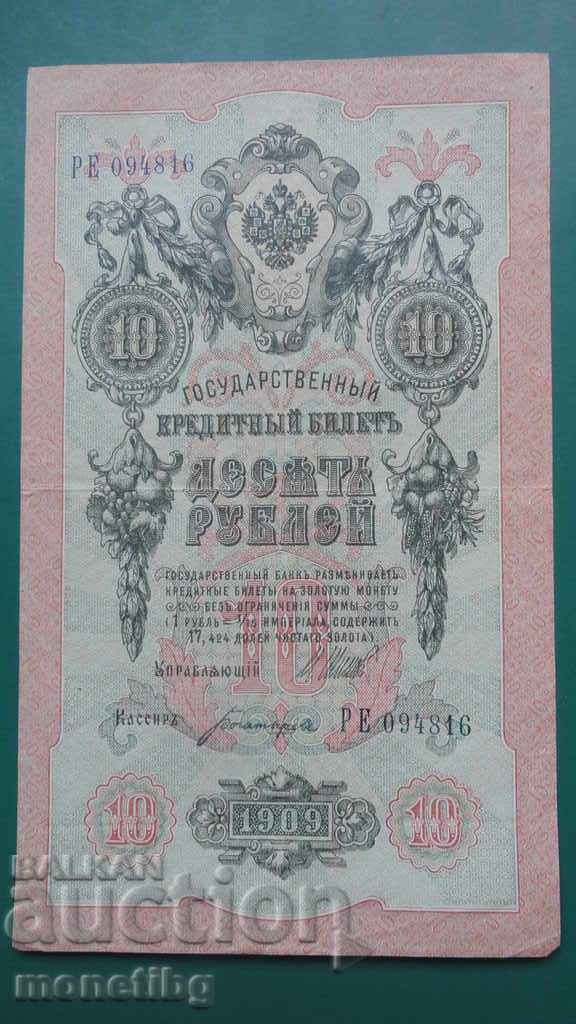 РЕ 094816
10
10
ГОСУДАРСТВЕННЫЙ
КРЕДИТНЫЙ БИЛЕТЪ
ДЕСЯТЬ
РУБЛЕЙ
ГОСУДАРСТВЕННЫЙ БАНКЪ РАЗМѢНИВАЕТЪ
КРЕДИТНЫЕ БИЛЕТЫ НА ЗОЛОТУЮ МОНЕТУ
БЕЗЪ ОГРАНИЧЕНІЯ СУММЫ
(1 РУБЛЬ = 1/15 ИМПЕРІАЛА, СОДЕРЖИТЪ
17,424 ДОЛЕЙ ЧИСТАГО ЗОЛОТА)
10
УПРАВЛЯЮЩІЙ
КАССИРЪ
РЕ 094816
10
1909
10
BALKAN
auction
monetibg